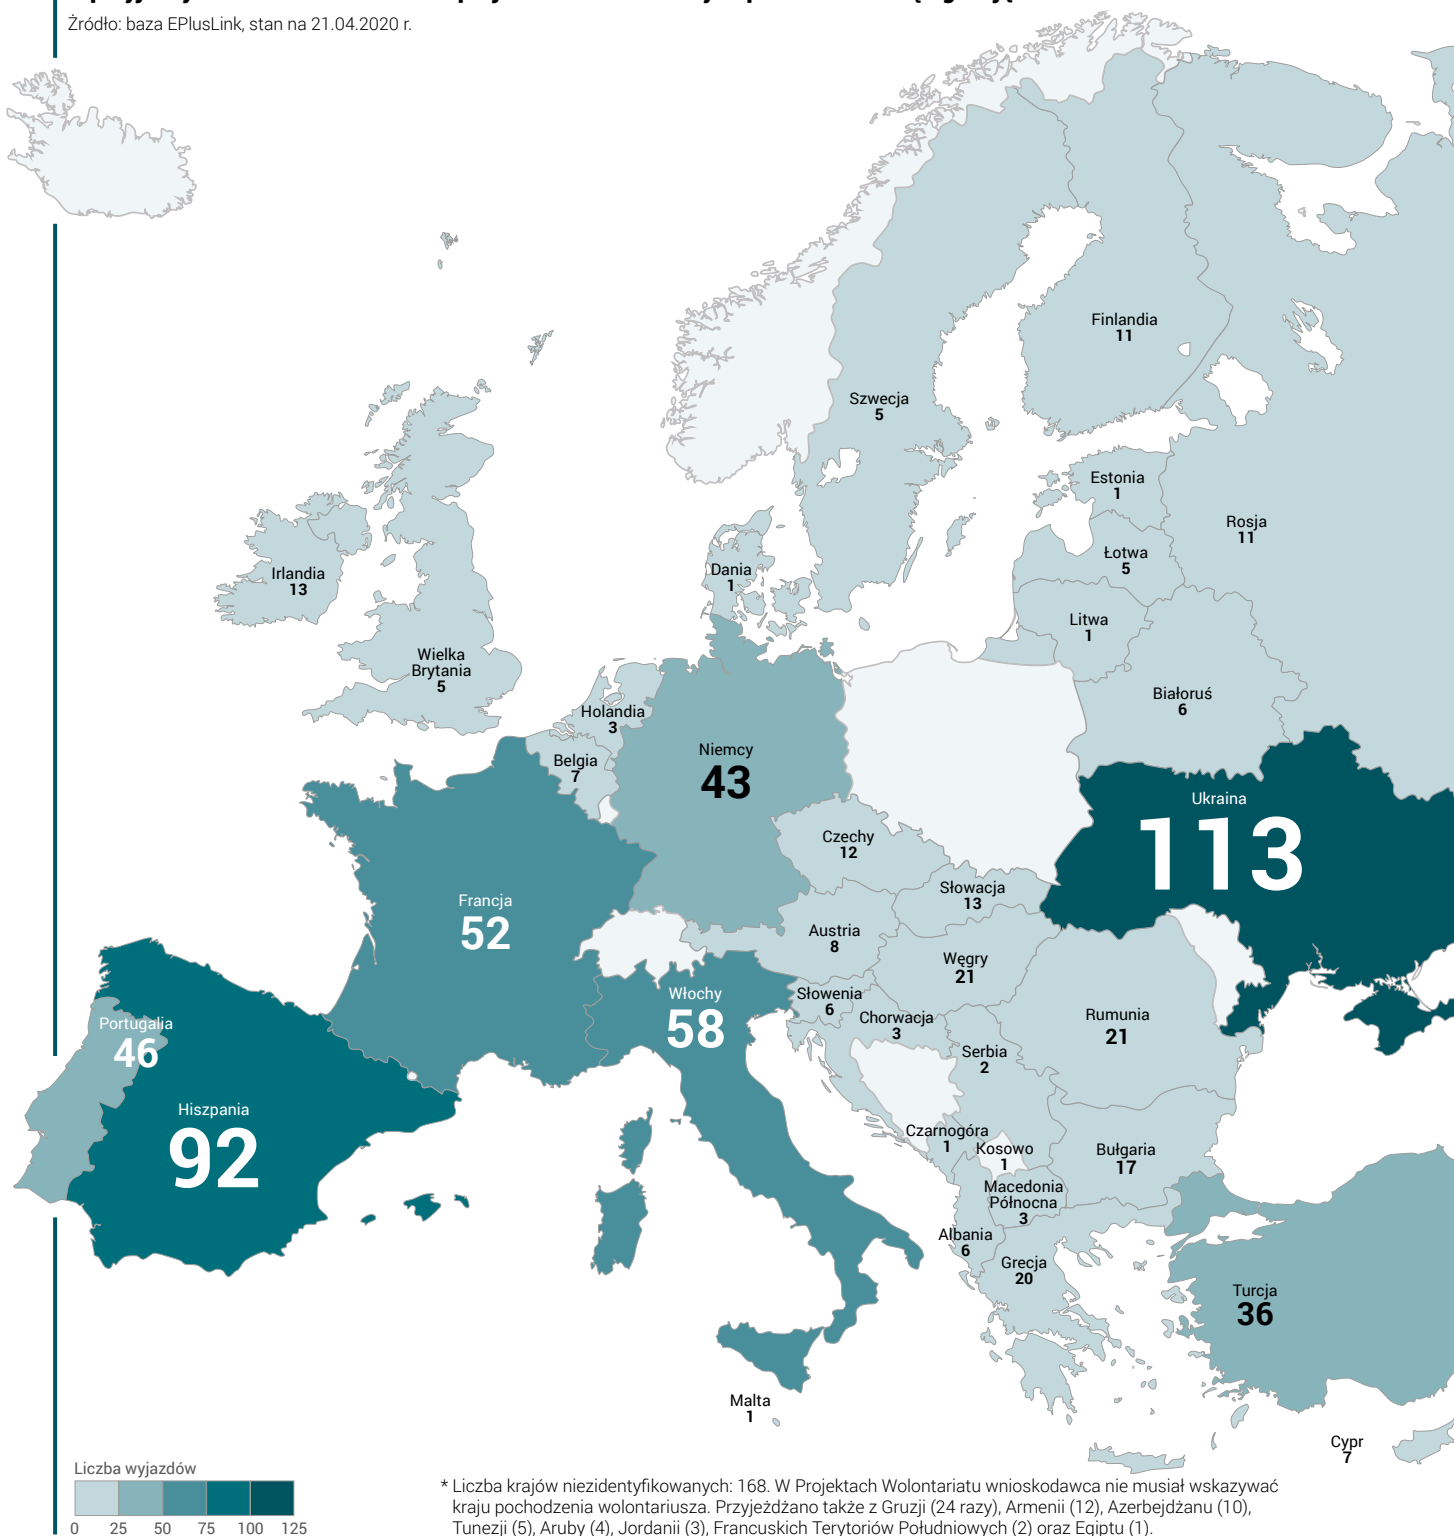 Źródło: baza EPlusLink, stan na 21.04.2020 r.
Finlandia
11
Szwecja
5
Estonia
1
Rosja
11
Łotwa
5
Irlandia
13
Dania
1
Litwa
1
Wielka
Brytania
5
Białoruś
6
Holandia
3
Niemcy
43
Belgia
7
Ukraina
113
Czechy
12
Słowacja
13
Francja
52
Austria
8
Węgry
21
Włochy
58
Słowenia
6
Chorwacja
3
Rumunia
21
Portugalia
46
Serbia
2
Hiszpania
92
Czarnogóra
1
Kosowo
1
Bułgaria
17
Macedonia
Północna
3
Albania
6
Grecja
20
Turcja
36
Malta
1
Cypr
7
Liczba wyjazdów
0 25 50 75 100 125
* Liczba krajów niezidentyfikowanych: 168. W Projektach Wolontariatu wnioskodawca nie musiał wskazywać
kraju pochodzenia wolontariusza. Przyjeżdżano także z Gruzji (24 razy), Armenii (12), Azerbejdżanu (10),
Tunezji (5), Aruby (4), Jordanii (3), Francuskich Terytoriów Południowych (2) oraz Egiptu (1).